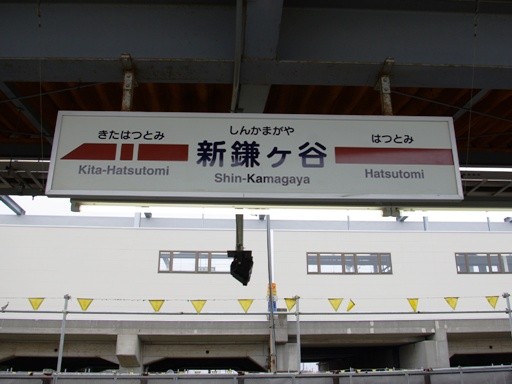 きたはつとみ
Kita-Hatsutomi
しんかまがや
新鎌ヶ谷
Shin-Kamagaya
はつとみ
Hatsutomi